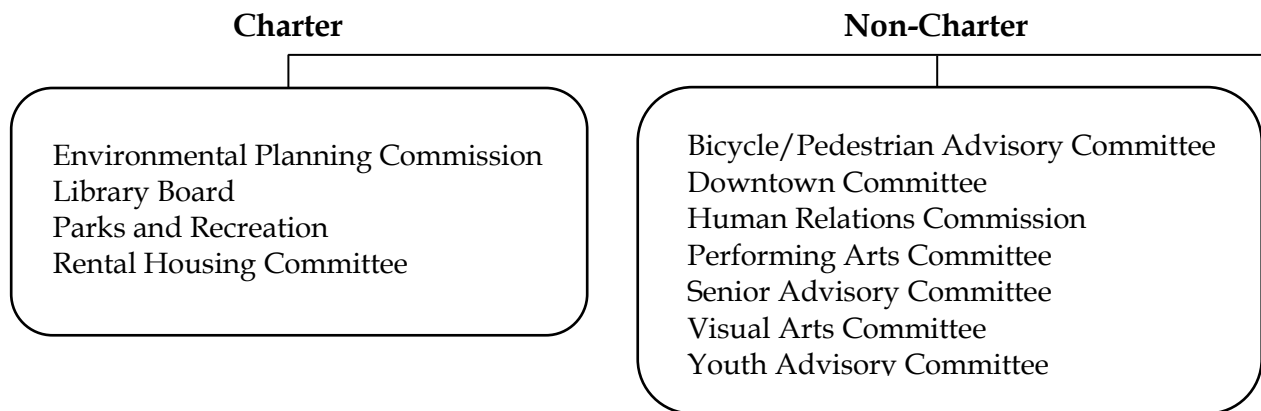 Charter
Non-Charter
Environmental Planning Commission
Library Board
Parks and Recreation
Rental Housing Committee
Bicycle/Pedestrian Advisory Committee
Downtown Committee
Human Relations Commission
Performing Arts Committee
Senior Advisory Committee
Visual Arts Committee
Youth Advisory Committee